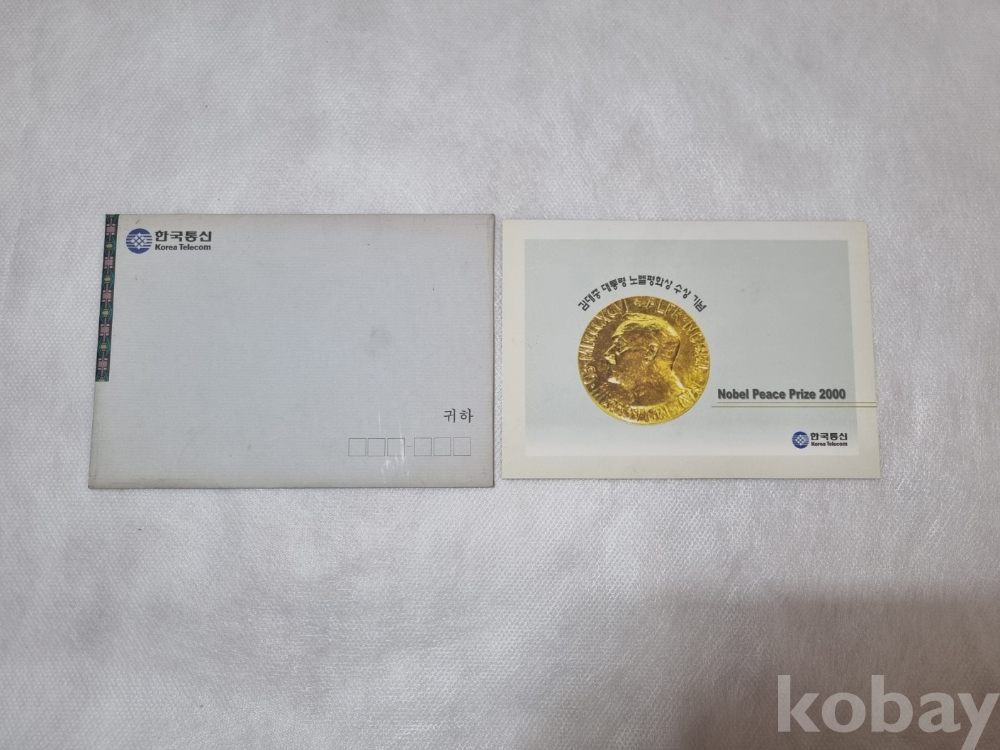 한국통신
Korea Telecom
귀하
김대중 대통령 노벨평화상 수상 기념
Nobel Peace Prize 2000
한국통신
Korea Telecom
kobay